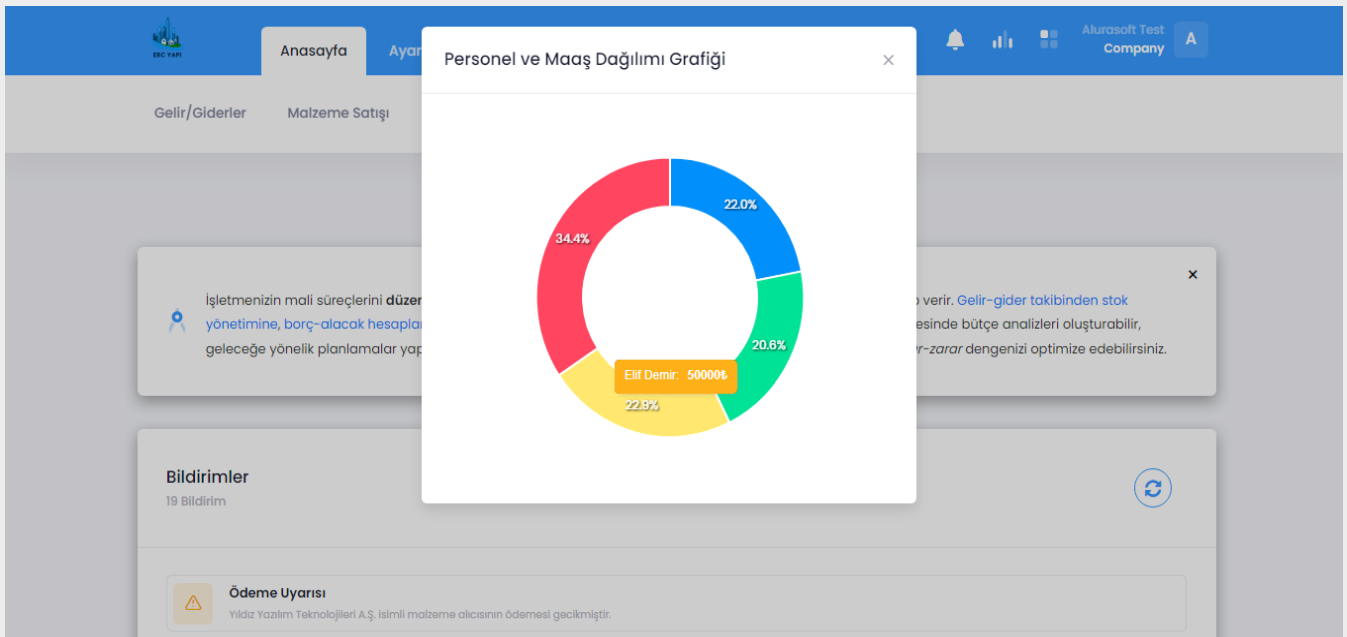 ERC YAPI
Anasayfa
Ayar
Alurasoft Test
Company
A
Gelir/Giderler
Malzeme Satışı
Personel ve Maaş Dağılımı Grafiği
×
22.0%
34.4%
20.6%
Elif Demir: 50000₺
22.9%
İşletmenizin mali süreçlerini düzen
verir. Gelir-gider takibinden stok
yönetimine, borç-alacak hesaplar
esinde bütçe analizleri oluşturabilir,
geleceğe yönelik planlamalar yap
r-zarar dengenizi optimize edebilirsiniz.
Bildirimler
19 Bildirim
Ödeme Uyarısı
Yıldız Yazılım Teknolojileri A.Ş. isimli malzeme alıcısının ödemesi gecikmiştir.